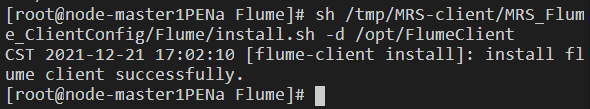 [root@node-master1PENa Flume]# sh /tmp/MRS-client/MRS_Flum
e_ClientConfig/Flume/install.sh -d /opt/FlumeClient
CST 2021-12-21 17:02:10 [flume-client install]: install fl
ume client successfully.
[root@node-master1PENa Flume]#